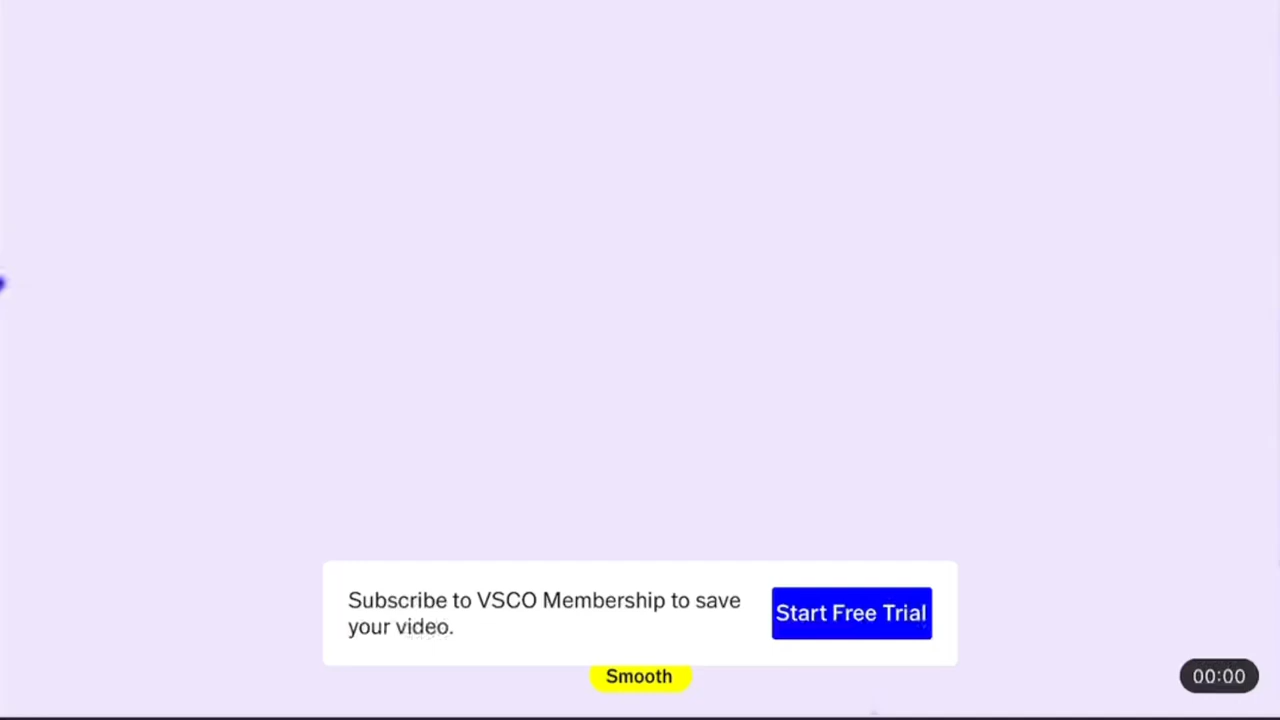 Subscribe to VSCO Membership to save
your video.
Start Free Trial
Smooth
00:00